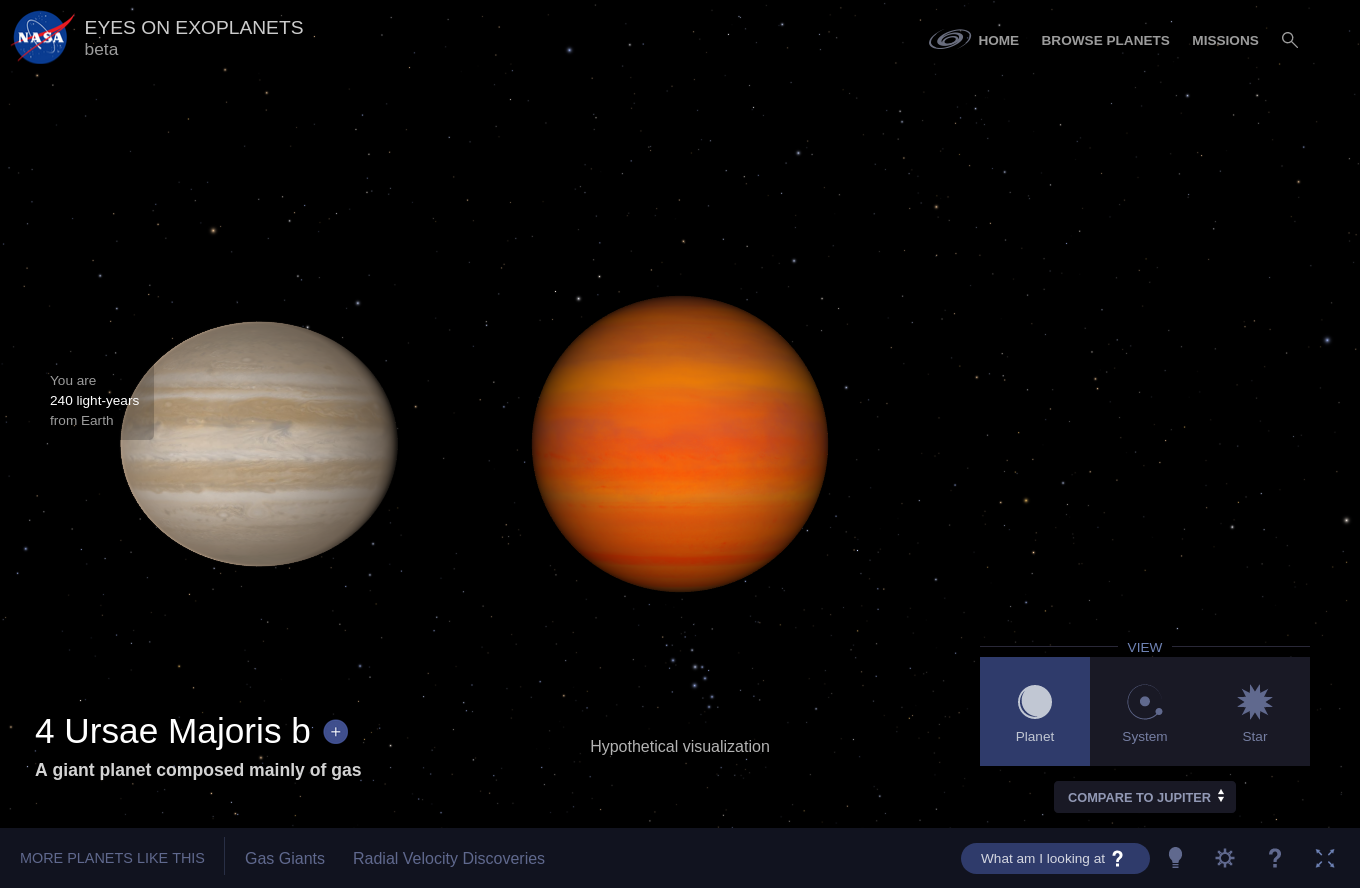 NASA
EYES ON EXOPLANETS
beta
HOME
BROWSE PLANETS
MISSIONS
You are
240 light-years
from Earth
4 Ursae Majoris b
+
A giant planet composed mainly of gas
Hypothetical visualization
VIEW
Planet
System
Star
COMPARE TO JUPITER
MORE PLANETS LIKE THIS
Gas Giants
Radial Velocity Discoveries
What am I looking at ?
?